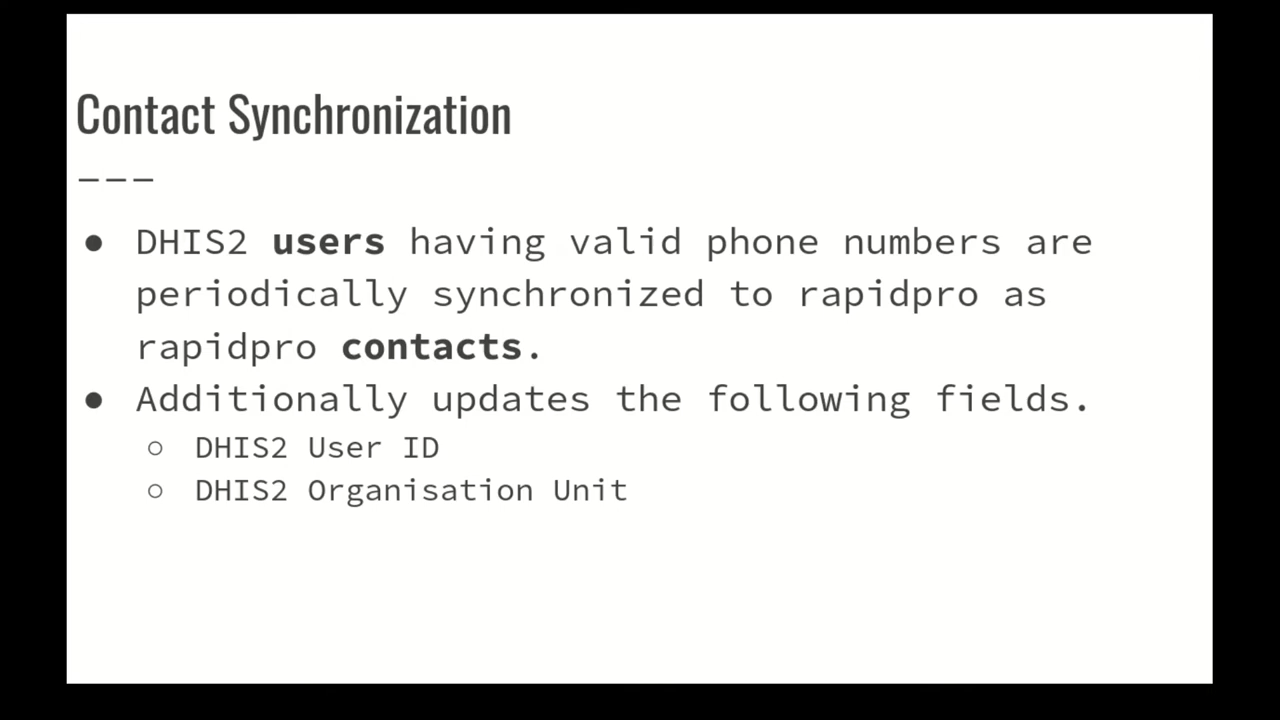 Contact Synchronization
———
● DHIS2 users having valid phone numbers are
periodically synchronized to rapidpro as
rapidpro contacts.
● Additionally updates the following fields.
○ DHIS2 User ID
○ DHIS2 Organisation Unit